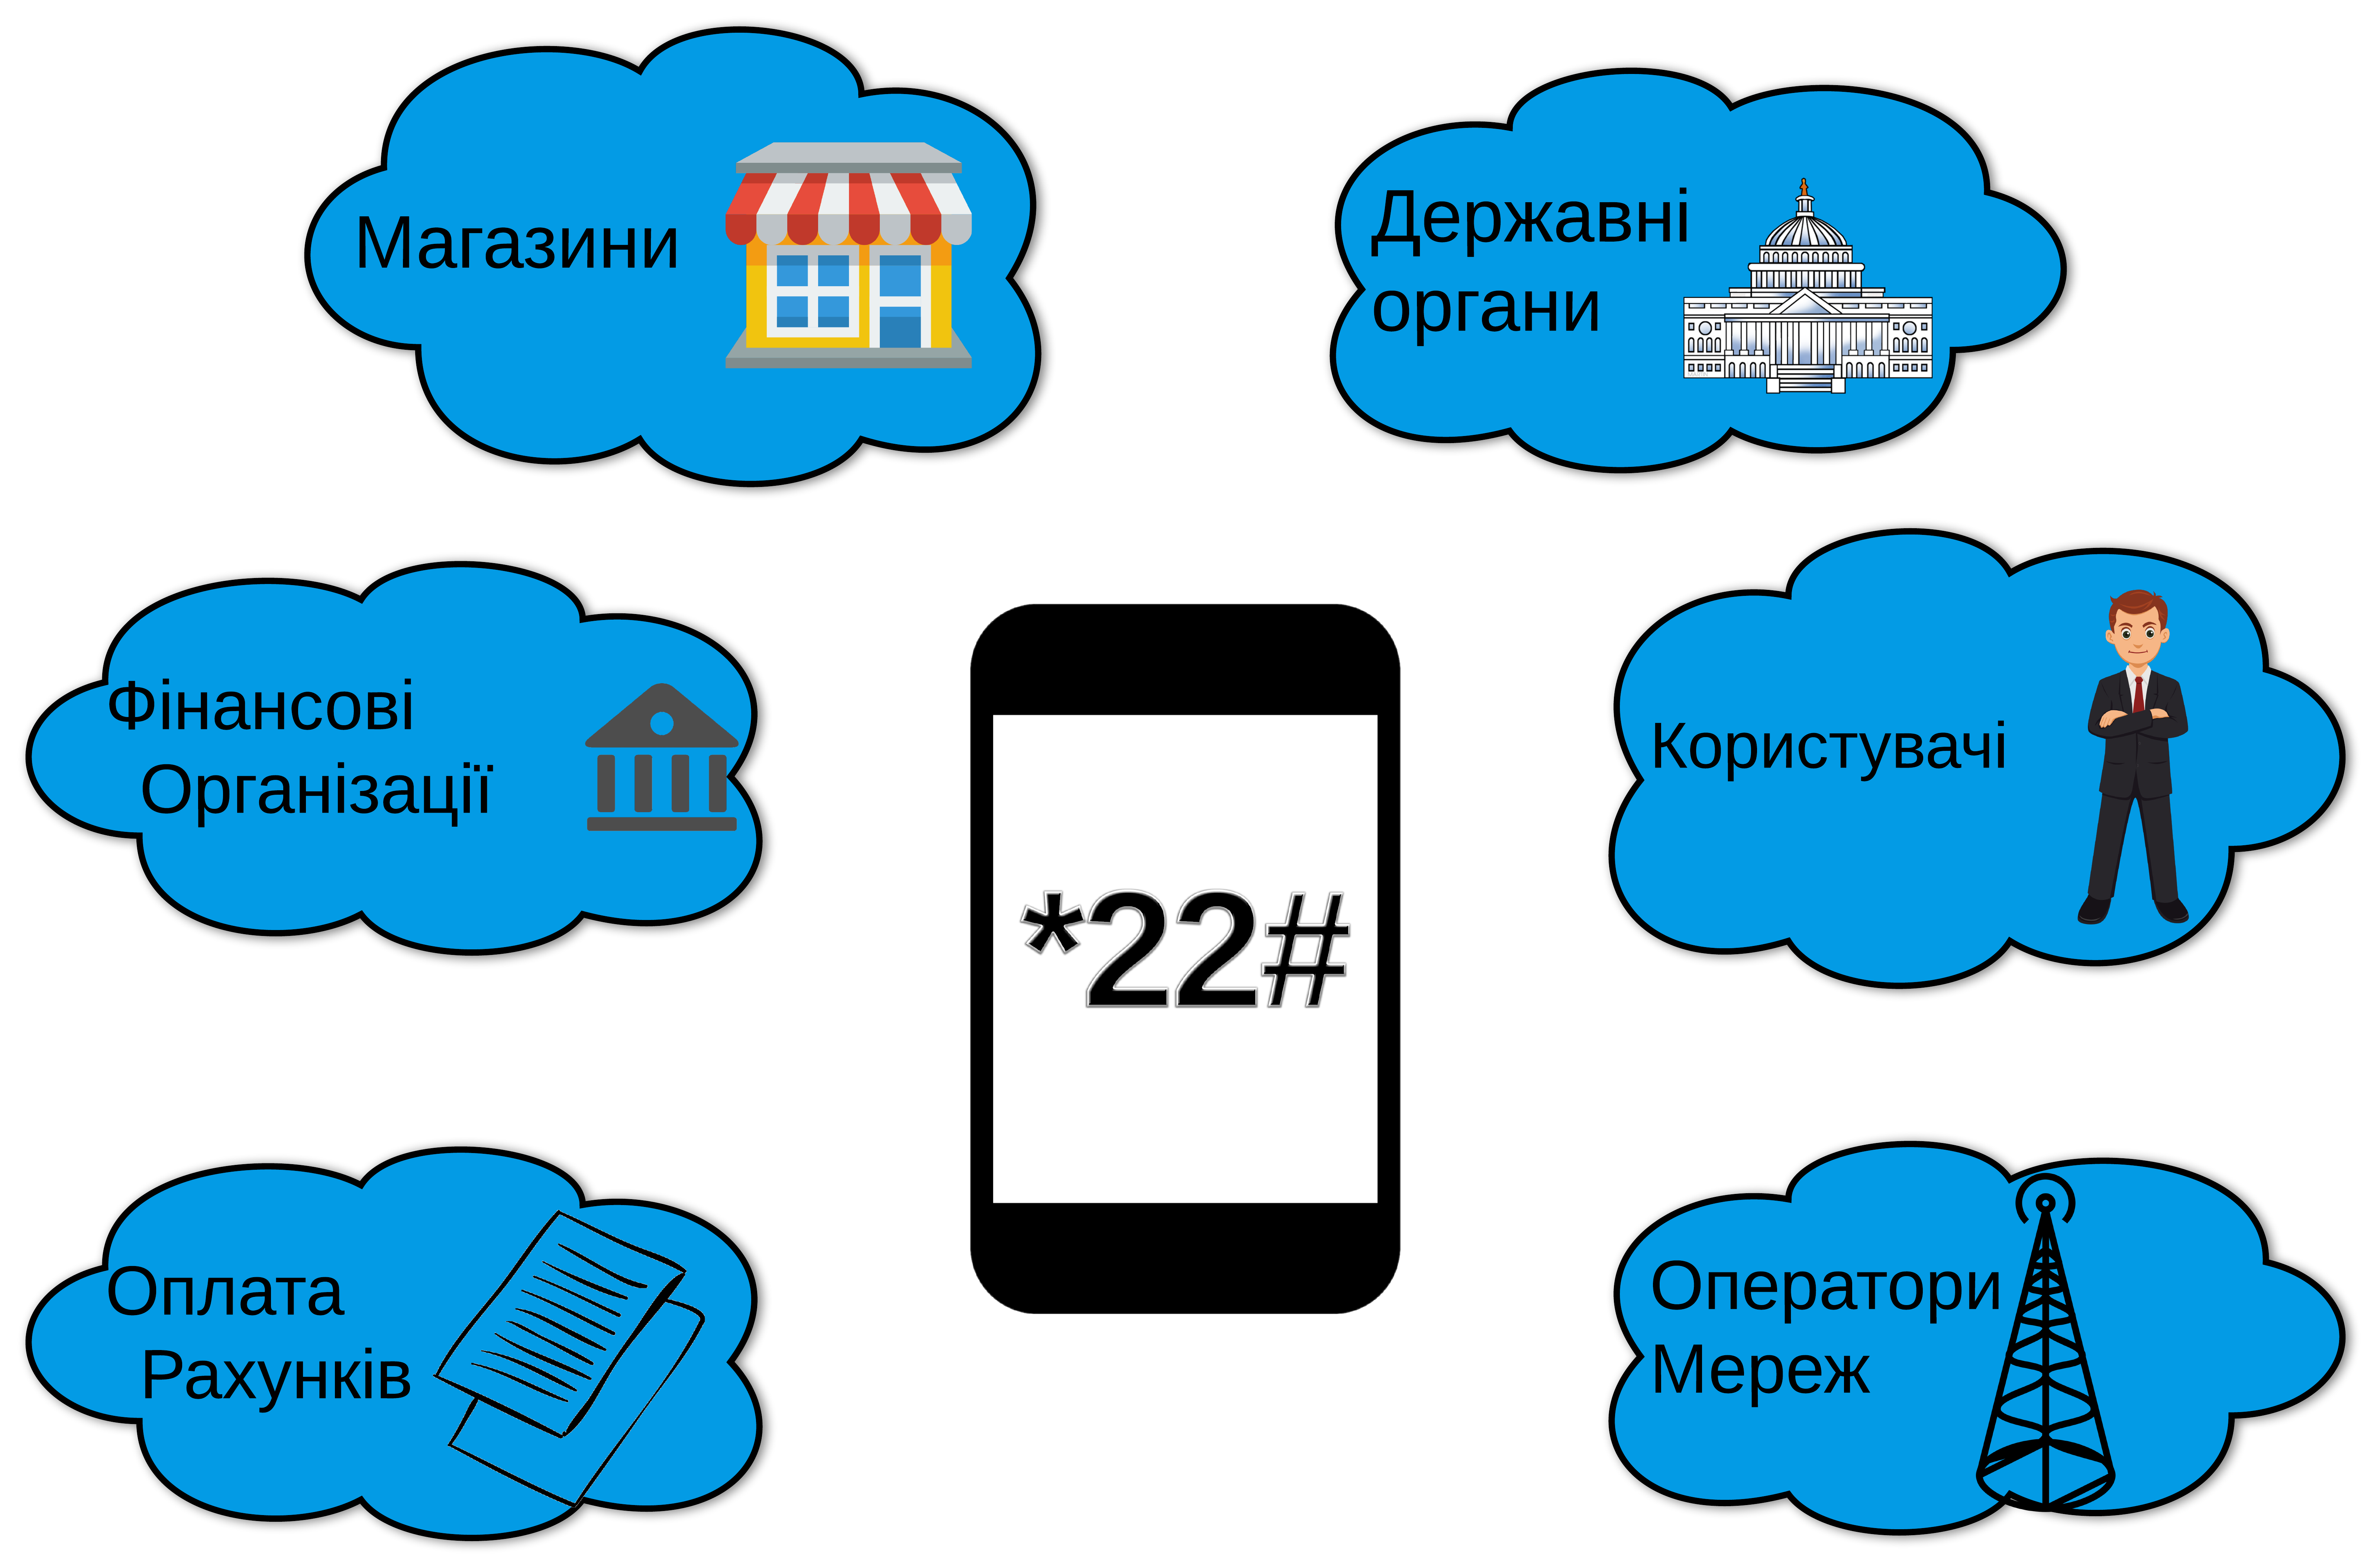 Магазини
Державні
органи
Фінансові
Організації
*22#
Користувачі
Оплата
Рахунків
Оператори
Мереж